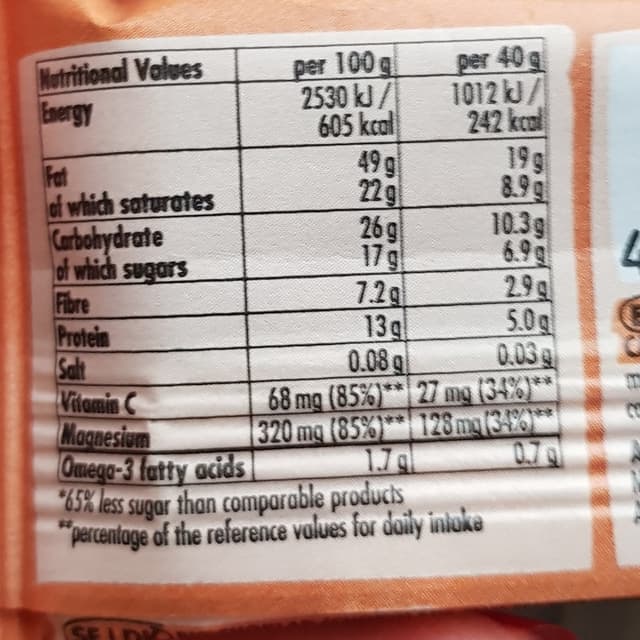 Nutritional Values per 100 g per 40 g
Energy 2530 kJ / 1012 kJ /
605 kcal 242 kcal
Fat 49 g 19 g
of which saturates 22 g 8.9 g
Carbohydrate 26 g 10.3 g
of which sugars 17 g 6.9 g
Fibre 7.2 g 2.9 g
Protein 13 g 5.0 g
Salt 0.08 g 0.03 g
Vitamin C 68 mg (85%)** 27 mg (34%)**
Magnesium 320 mg (85%)** 128 mg (34%)**
Omega-3 fatty acids 1.7 g 0.7 g
*65% less sugar than comparable products
**percentage of the reference values for daily intake